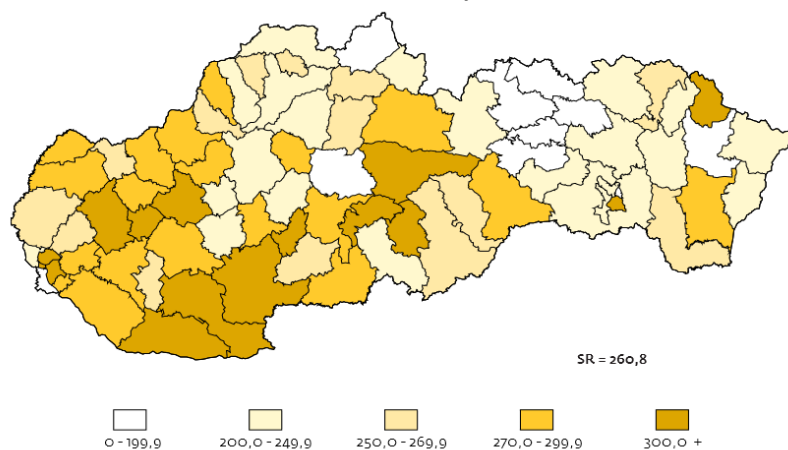 SR = 260,8
0 - 199,9
200,0 - 249,9
250,0 - 269,9
270,0 - 299,9
300,0 +